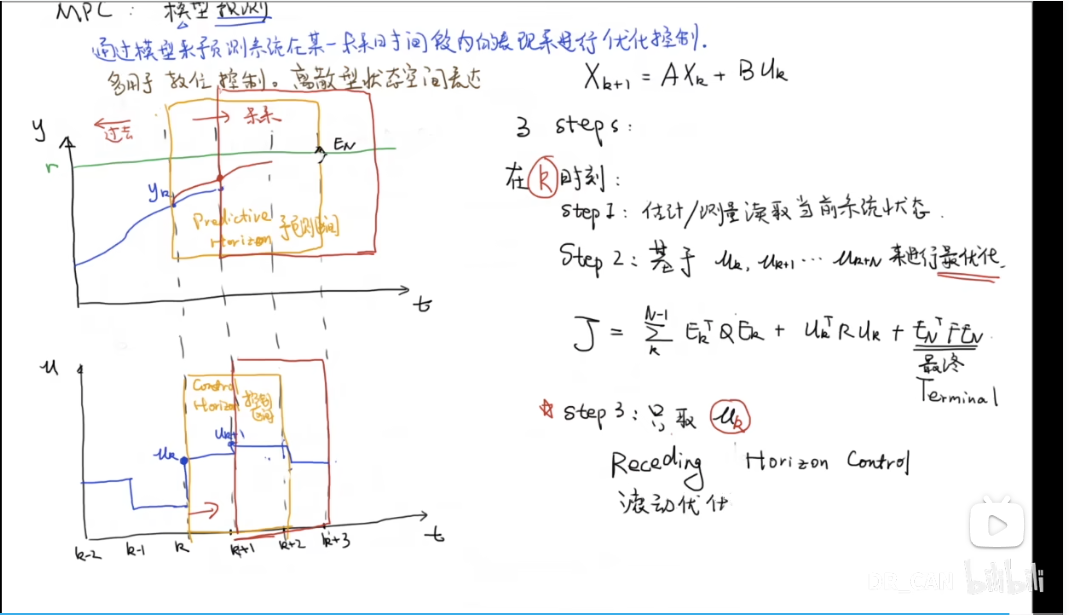 MPC: 模型预测
通过模型来预测系统在某一未来时间段内的表现来进行优化控制.
多用于数位控制。离散型状态空间表达
X_{k+1} = AX_k + BU_k
y
过去
未来
r
E_N
y_k
Predictive
Horizon 预测区间
t
u
Control
Horizon 控制
区间
u_k
u_{k+1}
k-2 k-1 k k+1 k+2 k+3
t
3 steps:
在 k 时刻:
Step 1: 估计/测量读取当前系统状态.
Step 2: 基于 u_k, u_{k+1} ... u_{k+N} 来进行最优化.
J = ∑_k^{N-1} E_k^T Q E_k + U_k^T R U_k + E_N^T F E_N.
最终
Terminal
☆ Step 3: 只取 u_k
Receding Horizon Control
滚动优化
DR_CAN bilibili